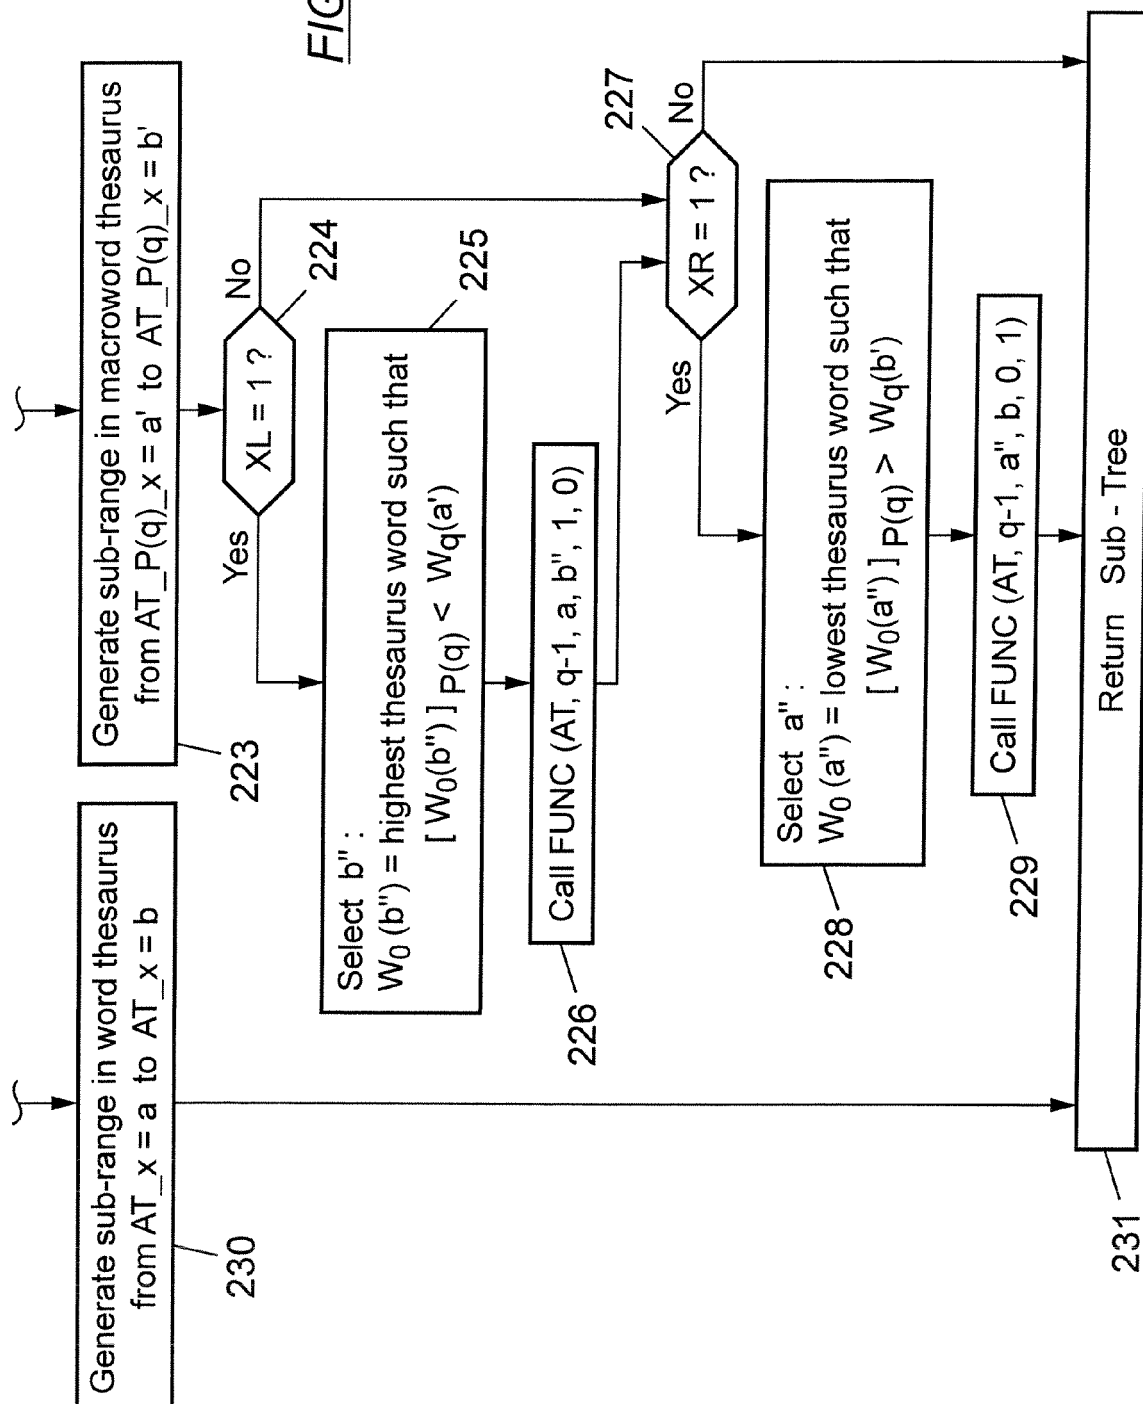 FIG
Generate sub-range in word thesaurus
from AT_x = a to AT_x = b
230
Generate sub-range in macroword thesaurus
from AT_P(q)_x = a' to AT_P(q)_x = b'
223
XL = 1 ?
224
Yes
No
Select b" :
W0 (b") = highest thesaurus word such that
[ W0(b") ] P(q) < Wq(a')
225
Call FUNC (AT, q-1, a, b", 1, 0)
226
XR = 1 ?
227
Yes
No
Select a" :
W0 (a") = lowest thesaurus word such that
[ W0(a") ] P(q) > Wq(b')
228
Call FUNC (AT, q-1, a", b, 0, 1)
229
Return Sub - Tree
231